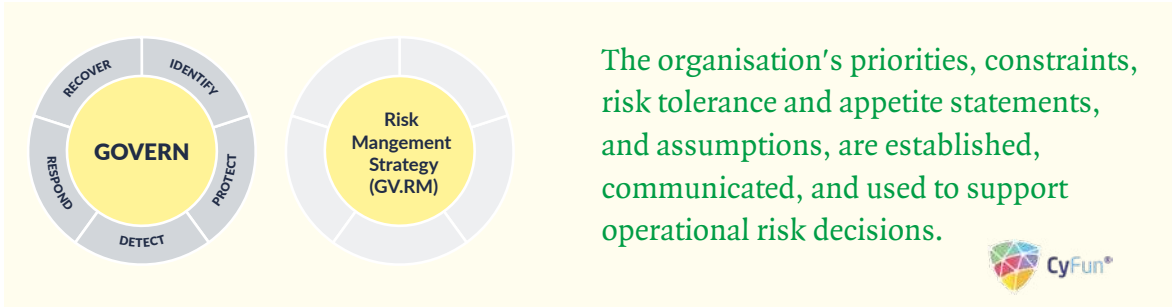 RECOVER
IDENTIFY
GOVERN
RESPOND
PROTECT
DETECT
Risk
Mangement
Strategy
(GV.RM)
The organisation's priorities, constraints,
risk tolerance and appetite statements,
and assumptions, are established,
communicated, and used to support
operational risk decisions.
CyFun®